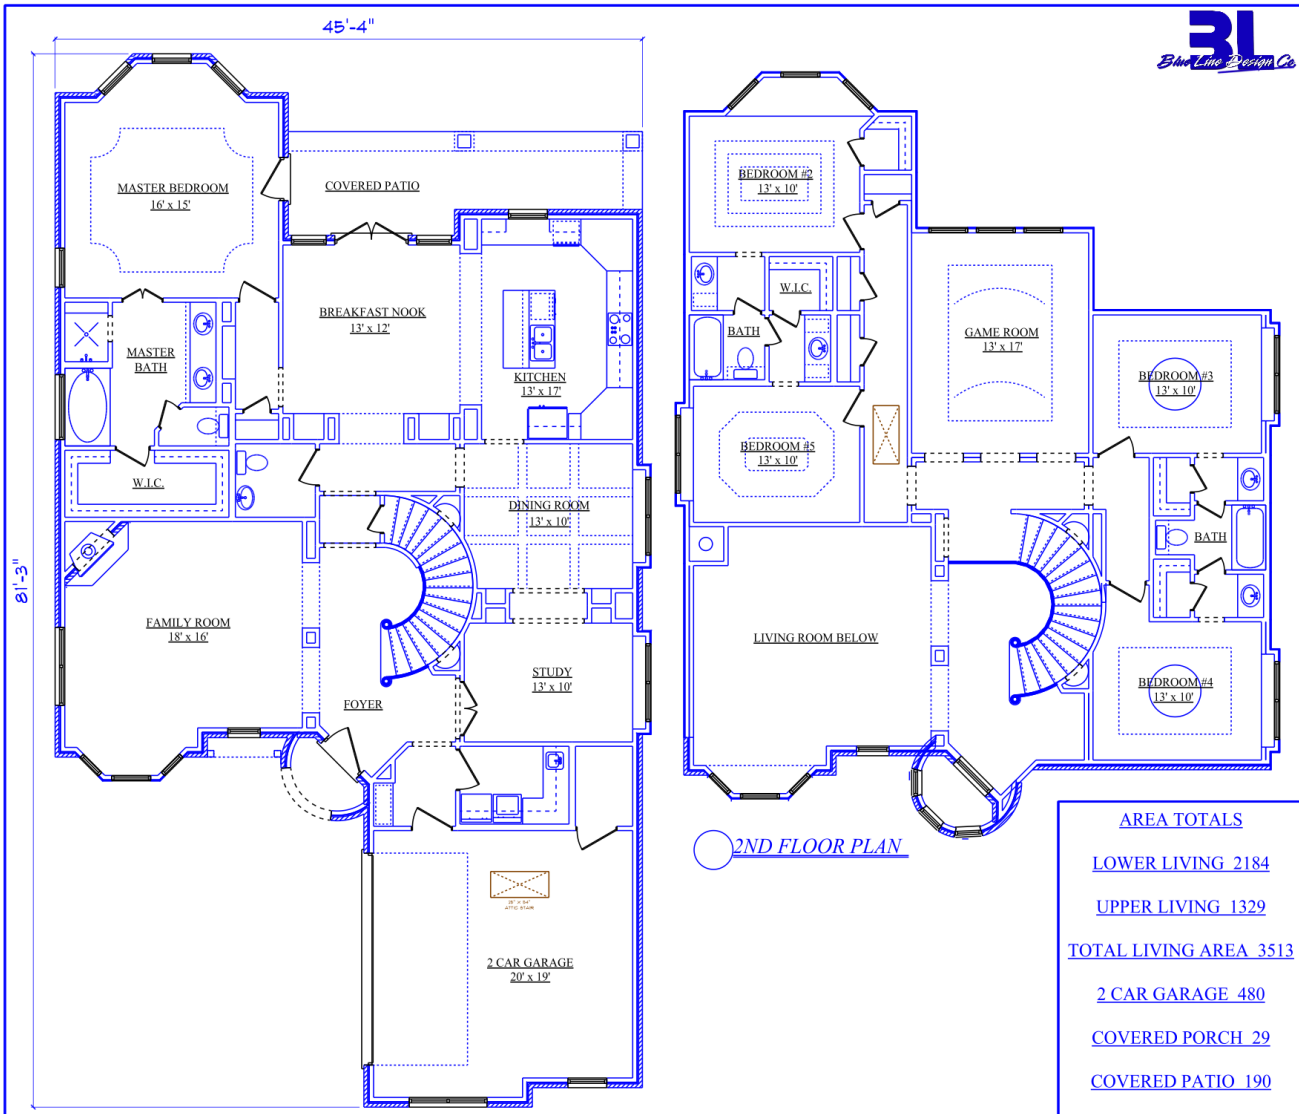 45'-4"
BL
Blue Line Design Co
81'-3"
MASTER BEDROOM
16' x 15'
COVERED PATIO
BREAKFAST NOOK
13' x 12'
KITCHEN
13' x 17'
MASTER
BATH
W.I.C.
DINING ROOM
13' x 10'
FAMILY ROOM
18' x 16'
FOYER
STUDY
13' x 10'
2 CAR GARAGE
20' x 19'
ATTIC STAIR
BEDROOM #2
13' x 10'
W.I.C.
BATH
GAME ROOM
13' x 17'
BEDROOM #3
13' x 10'
BEDROOM #5
13' x 10'
BATH
LIVING ROOM BELOW
BEDROOM #4
13' x 10'
2ND FLOOR PLAN
AREA TOTALS
LOWER LIVING 2184
UPPER LIVING 1329
TOTAL LIVING AREA 3513
2 CAR GARAGE 480
COVERED PORCH 29
COVERED PATIO 190